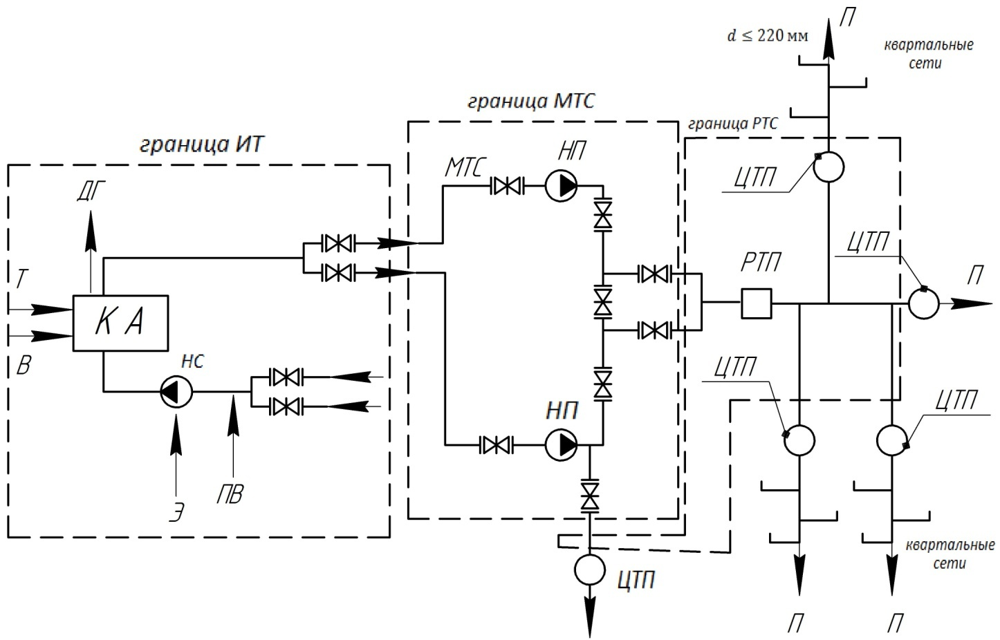 П
d ≤ 220 мм
квартальные
сети
граница МТС
граница РТС
граница ИТ
НП
МТС
ЦТП
ДГ
ЦТП
РТП
П
Т
К А
В
НС
ЦТП
ЦТП
НП
ПВ
Э
квартальные
сети
ЦТП
П
П